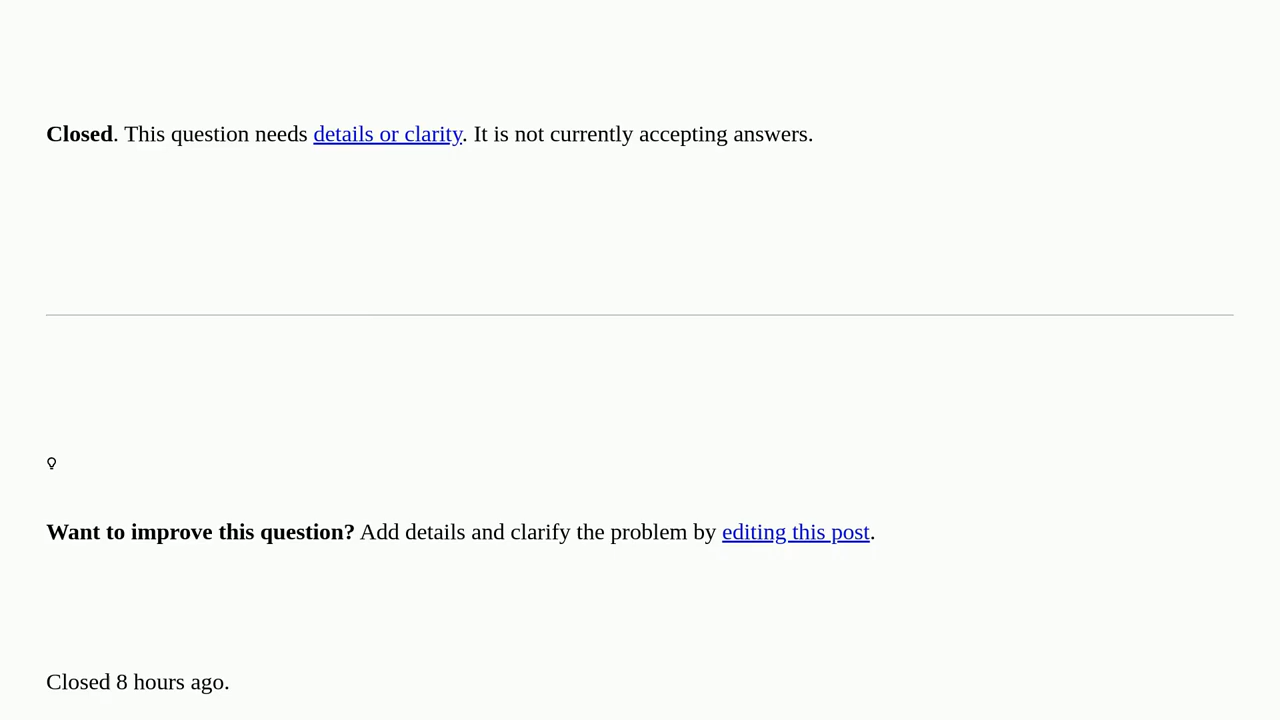 Closed. This question needs details or clarity. It is not currently accepting answers.
Want to improve this question? Add details and clarify the problem by editing this post.
Closed 8 hours ago.